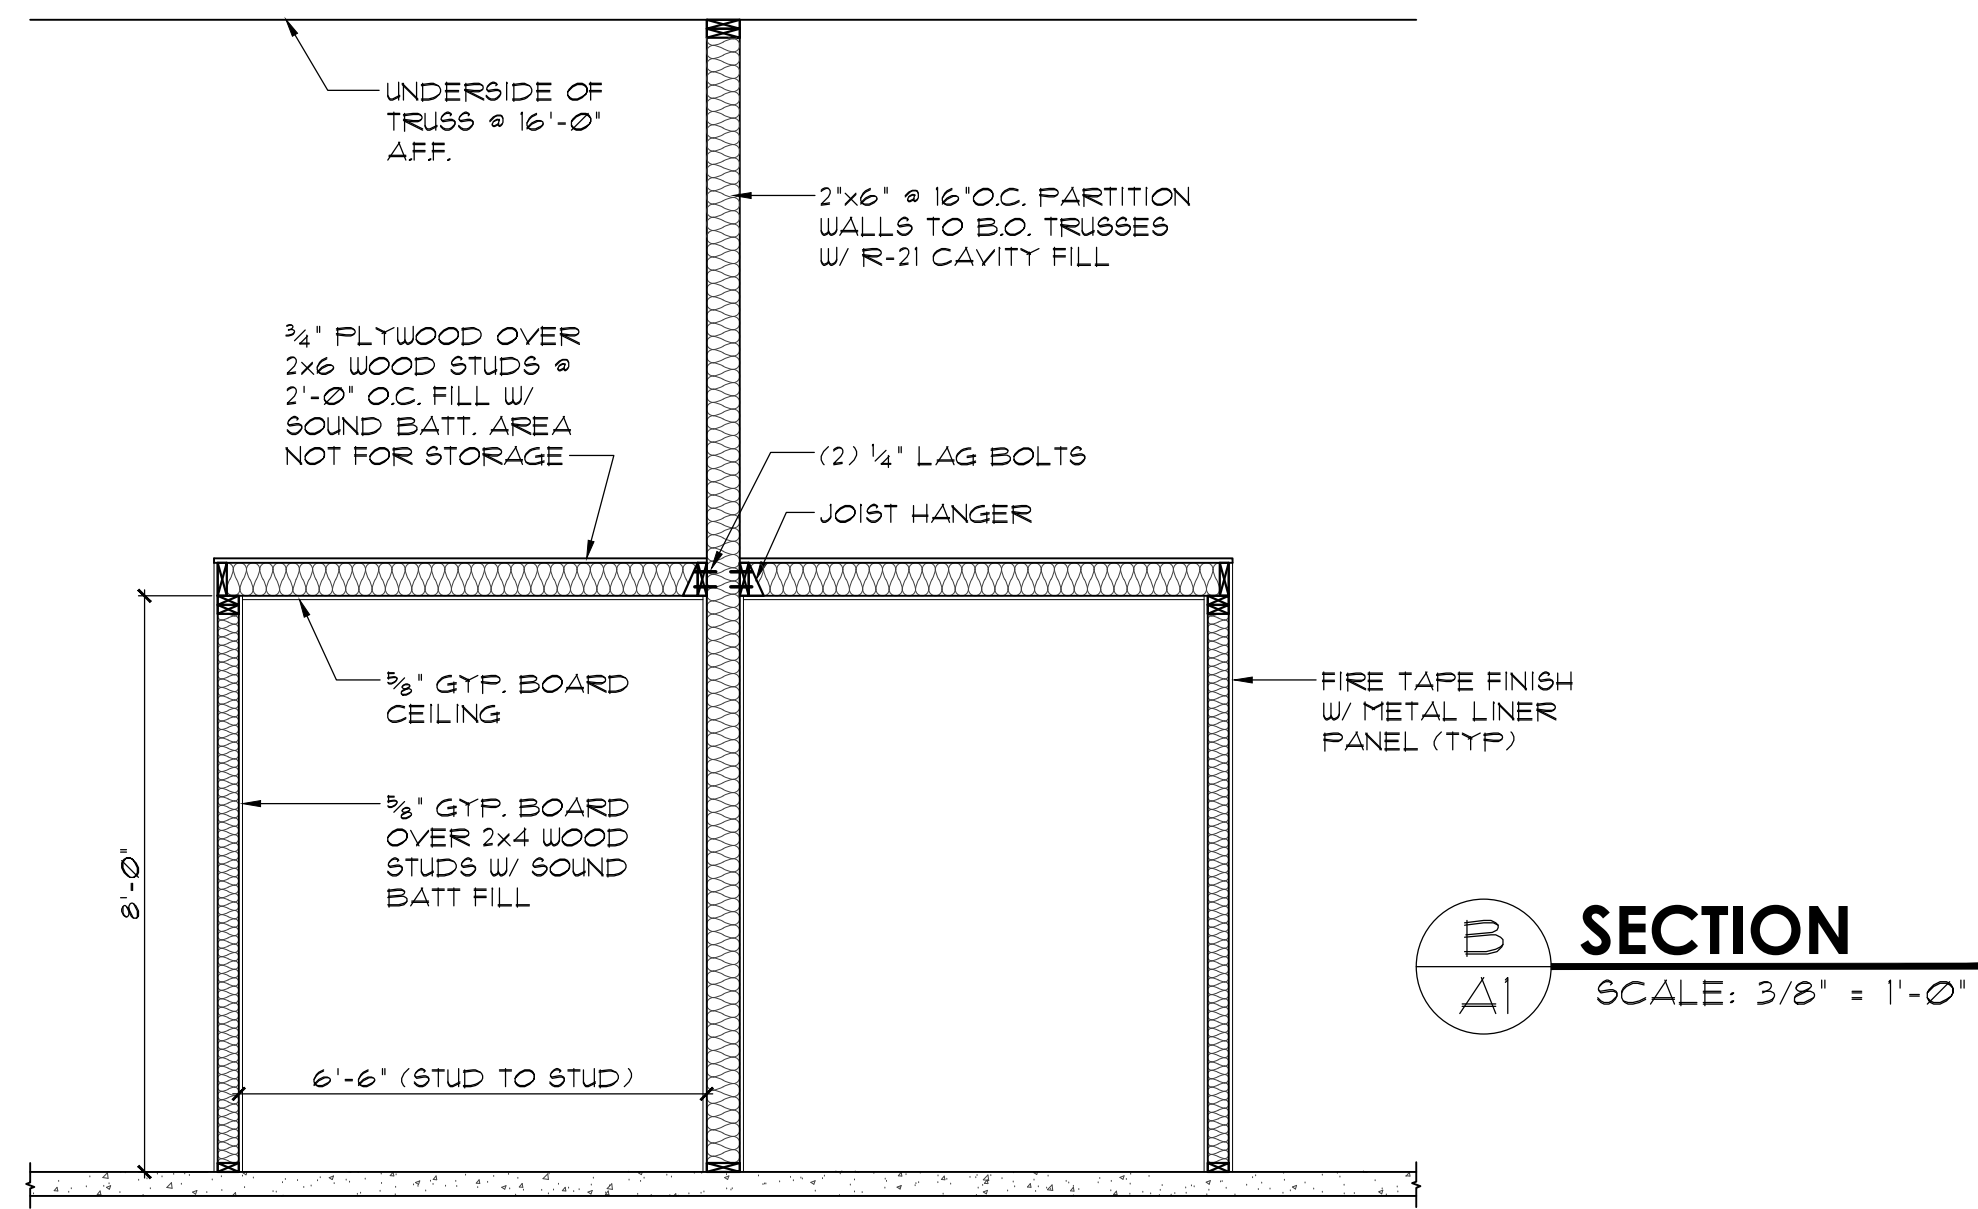 UNDERSIDE OF
TRUSS @ 16'-0"
A.F.F.
2"x6" @ 16"O.C. PARTITION
WALLS TO B.O. TRUSSES
W/ R-21 CAVITY FILL
3/4" PLYWOOD OVER
2x6 WOOD STUDS @
2'-0" O.C. FILL W/
SOUND BATT. AREA
NOT FOR STORAGE
(2) 1/4" LAG BOLTS
JOIST HANGER
5/8" GYP. BOARD
CEILING
FIRE TAPE FINISH
W/ METAL LINER
PANEL (TYP)
5/8" GYP. BOARD
OVER 2x4 WOOD
STUDS W/ SOUND
BATT FILL
8'-0"
6'-6" (STUD TO STUD)
B
A1
SECTION
SCALE: 3/8" = 1'-0"